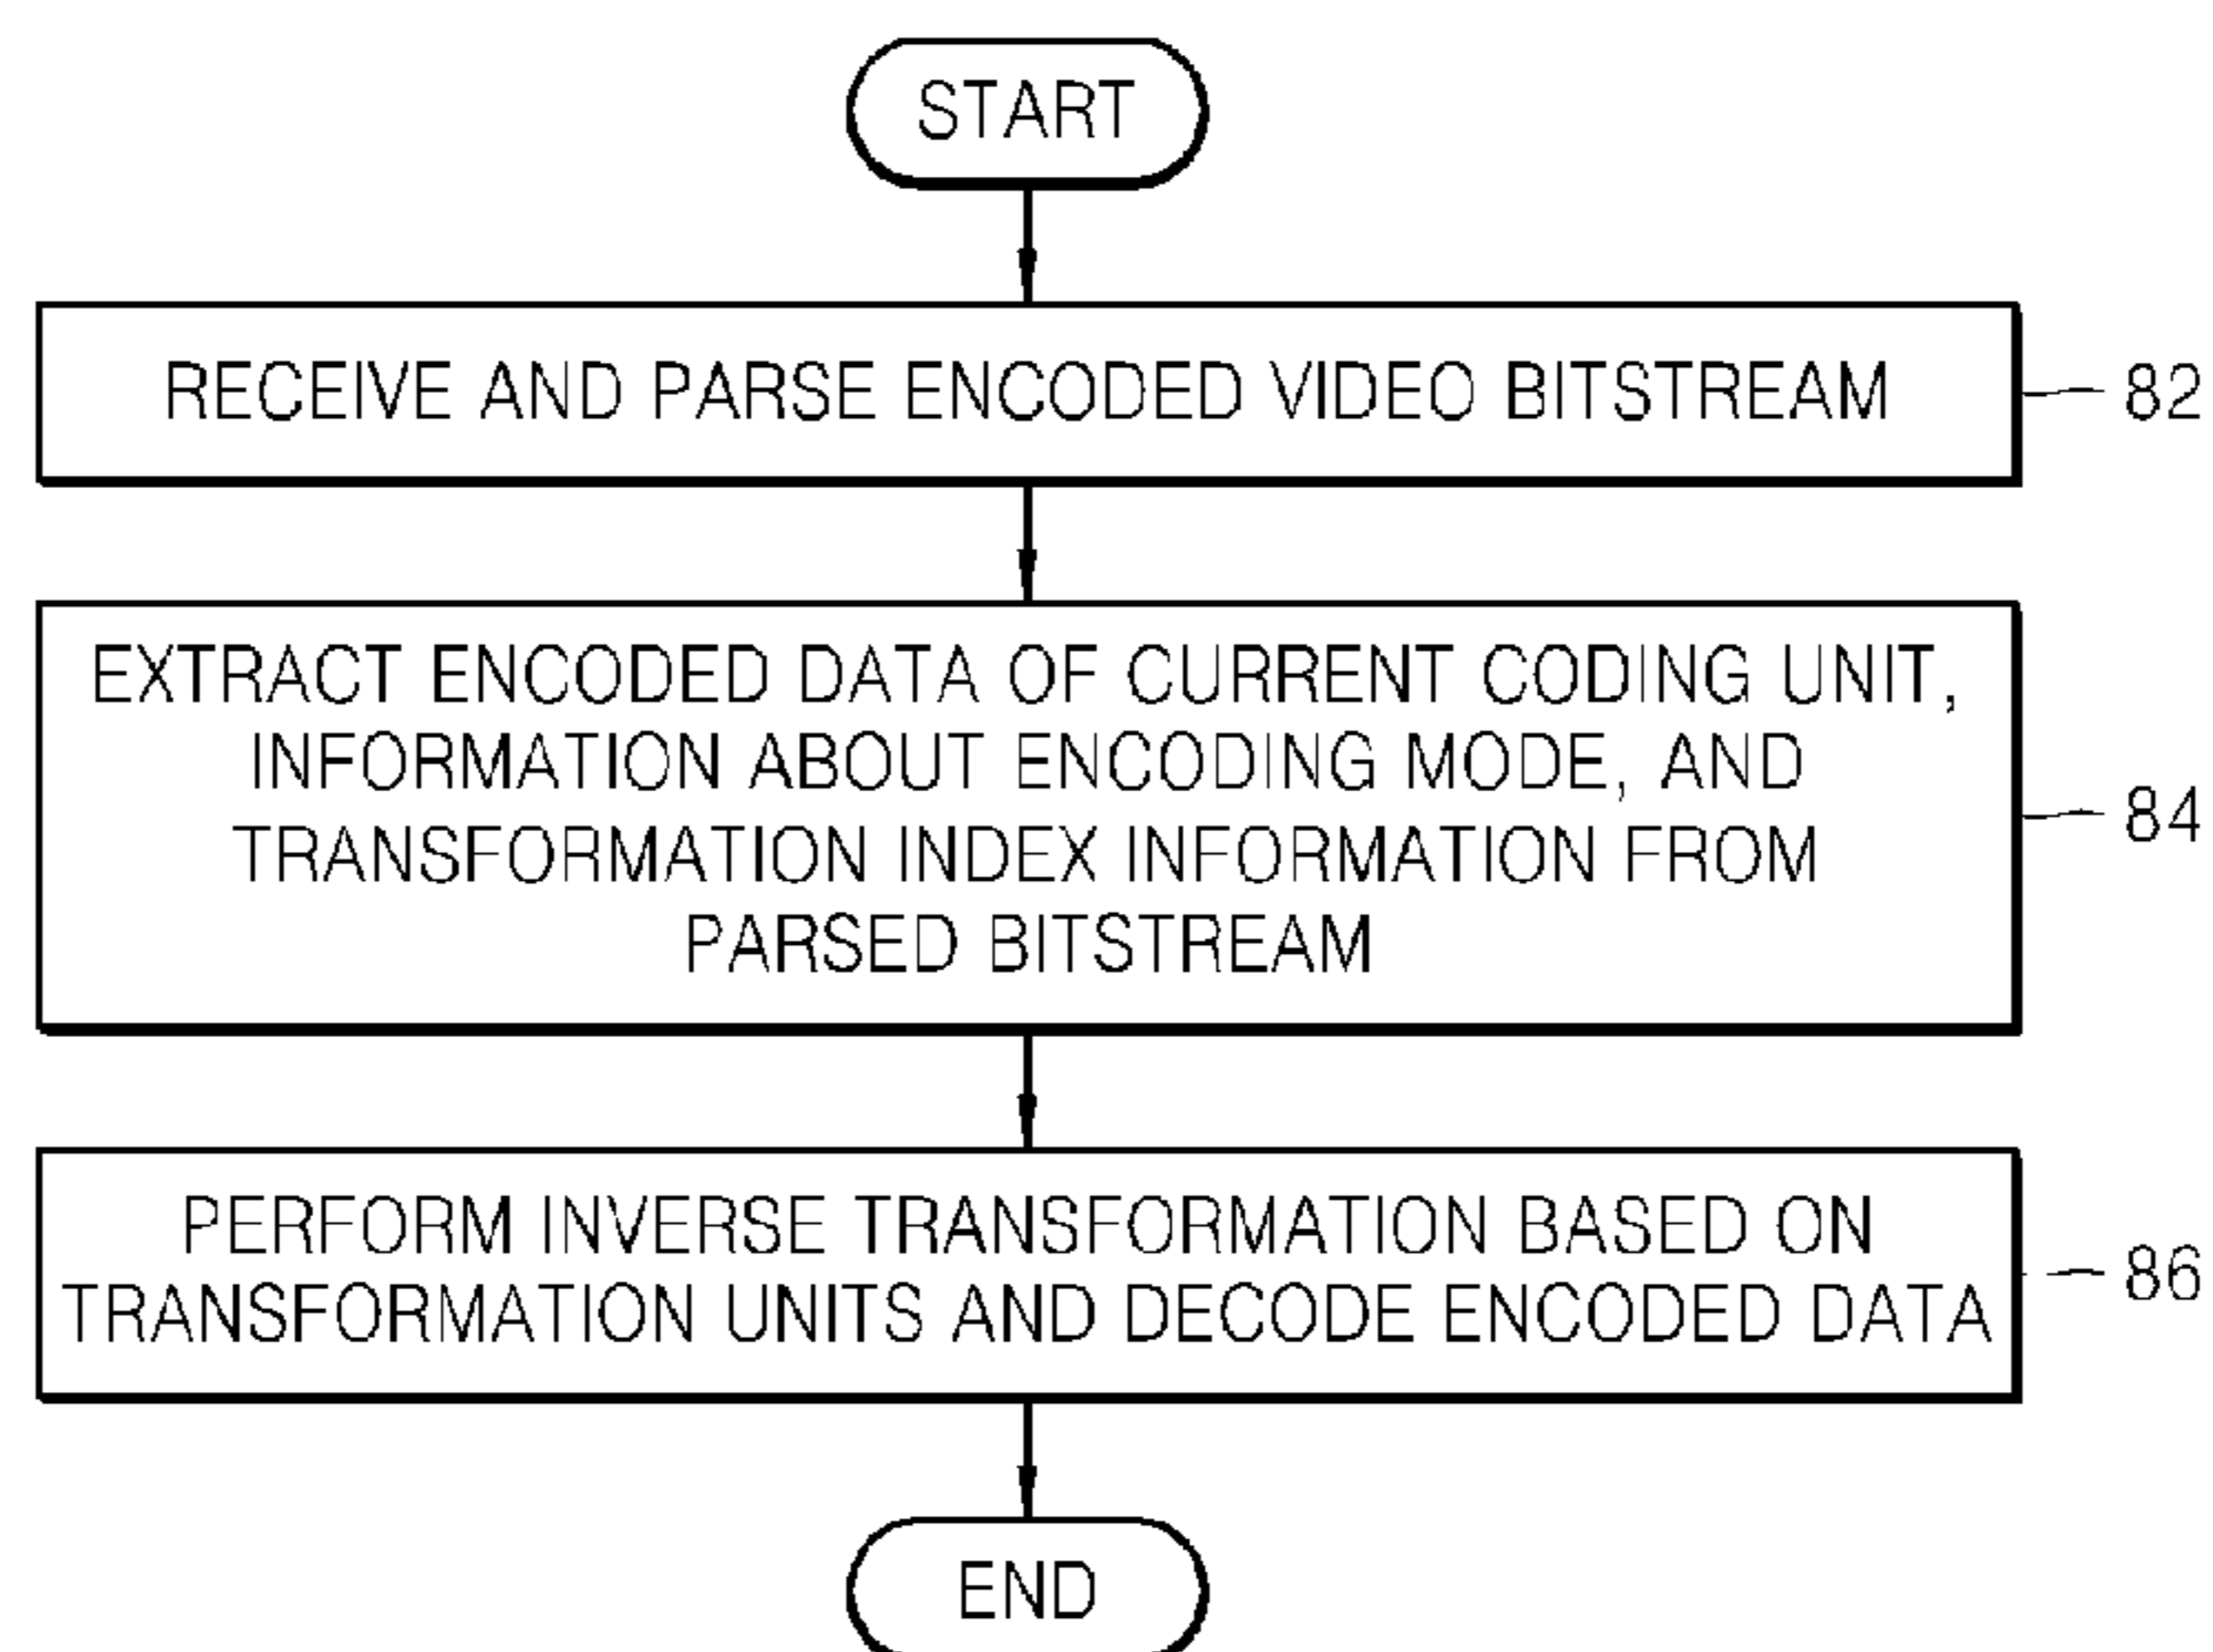 START
RECEIVE AND PARSE ENCODED VIDEO BITSTREAM
82
EXTRACT ENCODED DATA OF CURRENT CODING UNIT,
INFORMATION ABOUT ENCODING MODE, AND
TRANSFORMATION INDEX INFORMATION FROM
PARSED BITSTREAM
84
PERFORM INVERSE TRANSFORMATION BASED ON
TRANSFORMATION UNITS AND DECODE ENCODED DATA
86
END